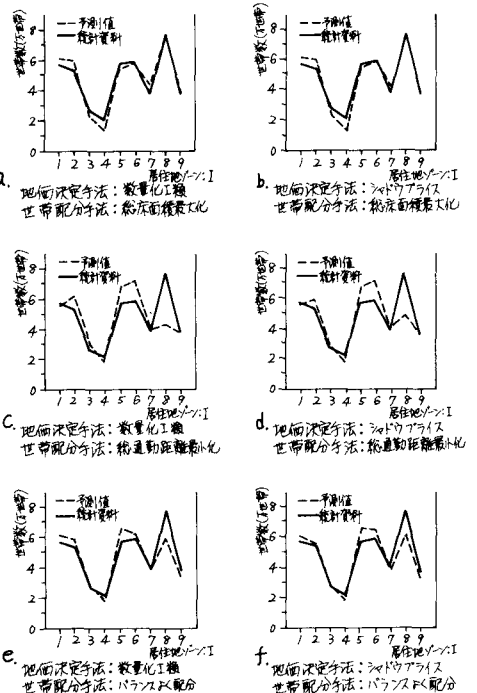 世帯数(万世帯)
8
6
4
2
0
予測値
統計資料
1 2 3 4 5 6 7 8 9
居住地ゾーン:I
a. 地価決定手法:数量化I類
世帯配分手法:総床面積最大化
世帯数(万世帯)
8
6
4
2
0
予測値
統計資料
1 2 3 4 5 6 7 8 9
居住地ゾーン:I
b. 地価決定手法:シャドウプライス
世帯配分手法:総床面積最大化
世帯数(万世帯)
8
6
4
2
0
予測値
統計資料
1 2 3 4 5 6 7 8 9
居住地ゾーン:I
c. 地価決定手法:数量化I類
世帯配分手法:総通勤距離最小化
世帯数(万世帯)
8
6
4
2
0
予測値
統計資料
1 2 3 4 5 6 7 8 9
居住地ゾーン:I
d. 地価決定手法:シャドウプライス
世帯配分手法:総通勤距離最小化
世帯数(万世帯)
8
6
4
2
0
予測値
統計資料
1 2 3 4 5 6 7 8 9
居住地ゾーン:I
e. 地価決定手法:数量化I類
世帯配分手法:バランスよく配分
世帯数(万世帯)
8
6
4
2
0
予測値
統計資料
1 2 3 4 5 6 7 8 9
居住地ゾーン:I
f. 地価決定手法:シャドウプライス
世帯配分手法:バランスよく配分